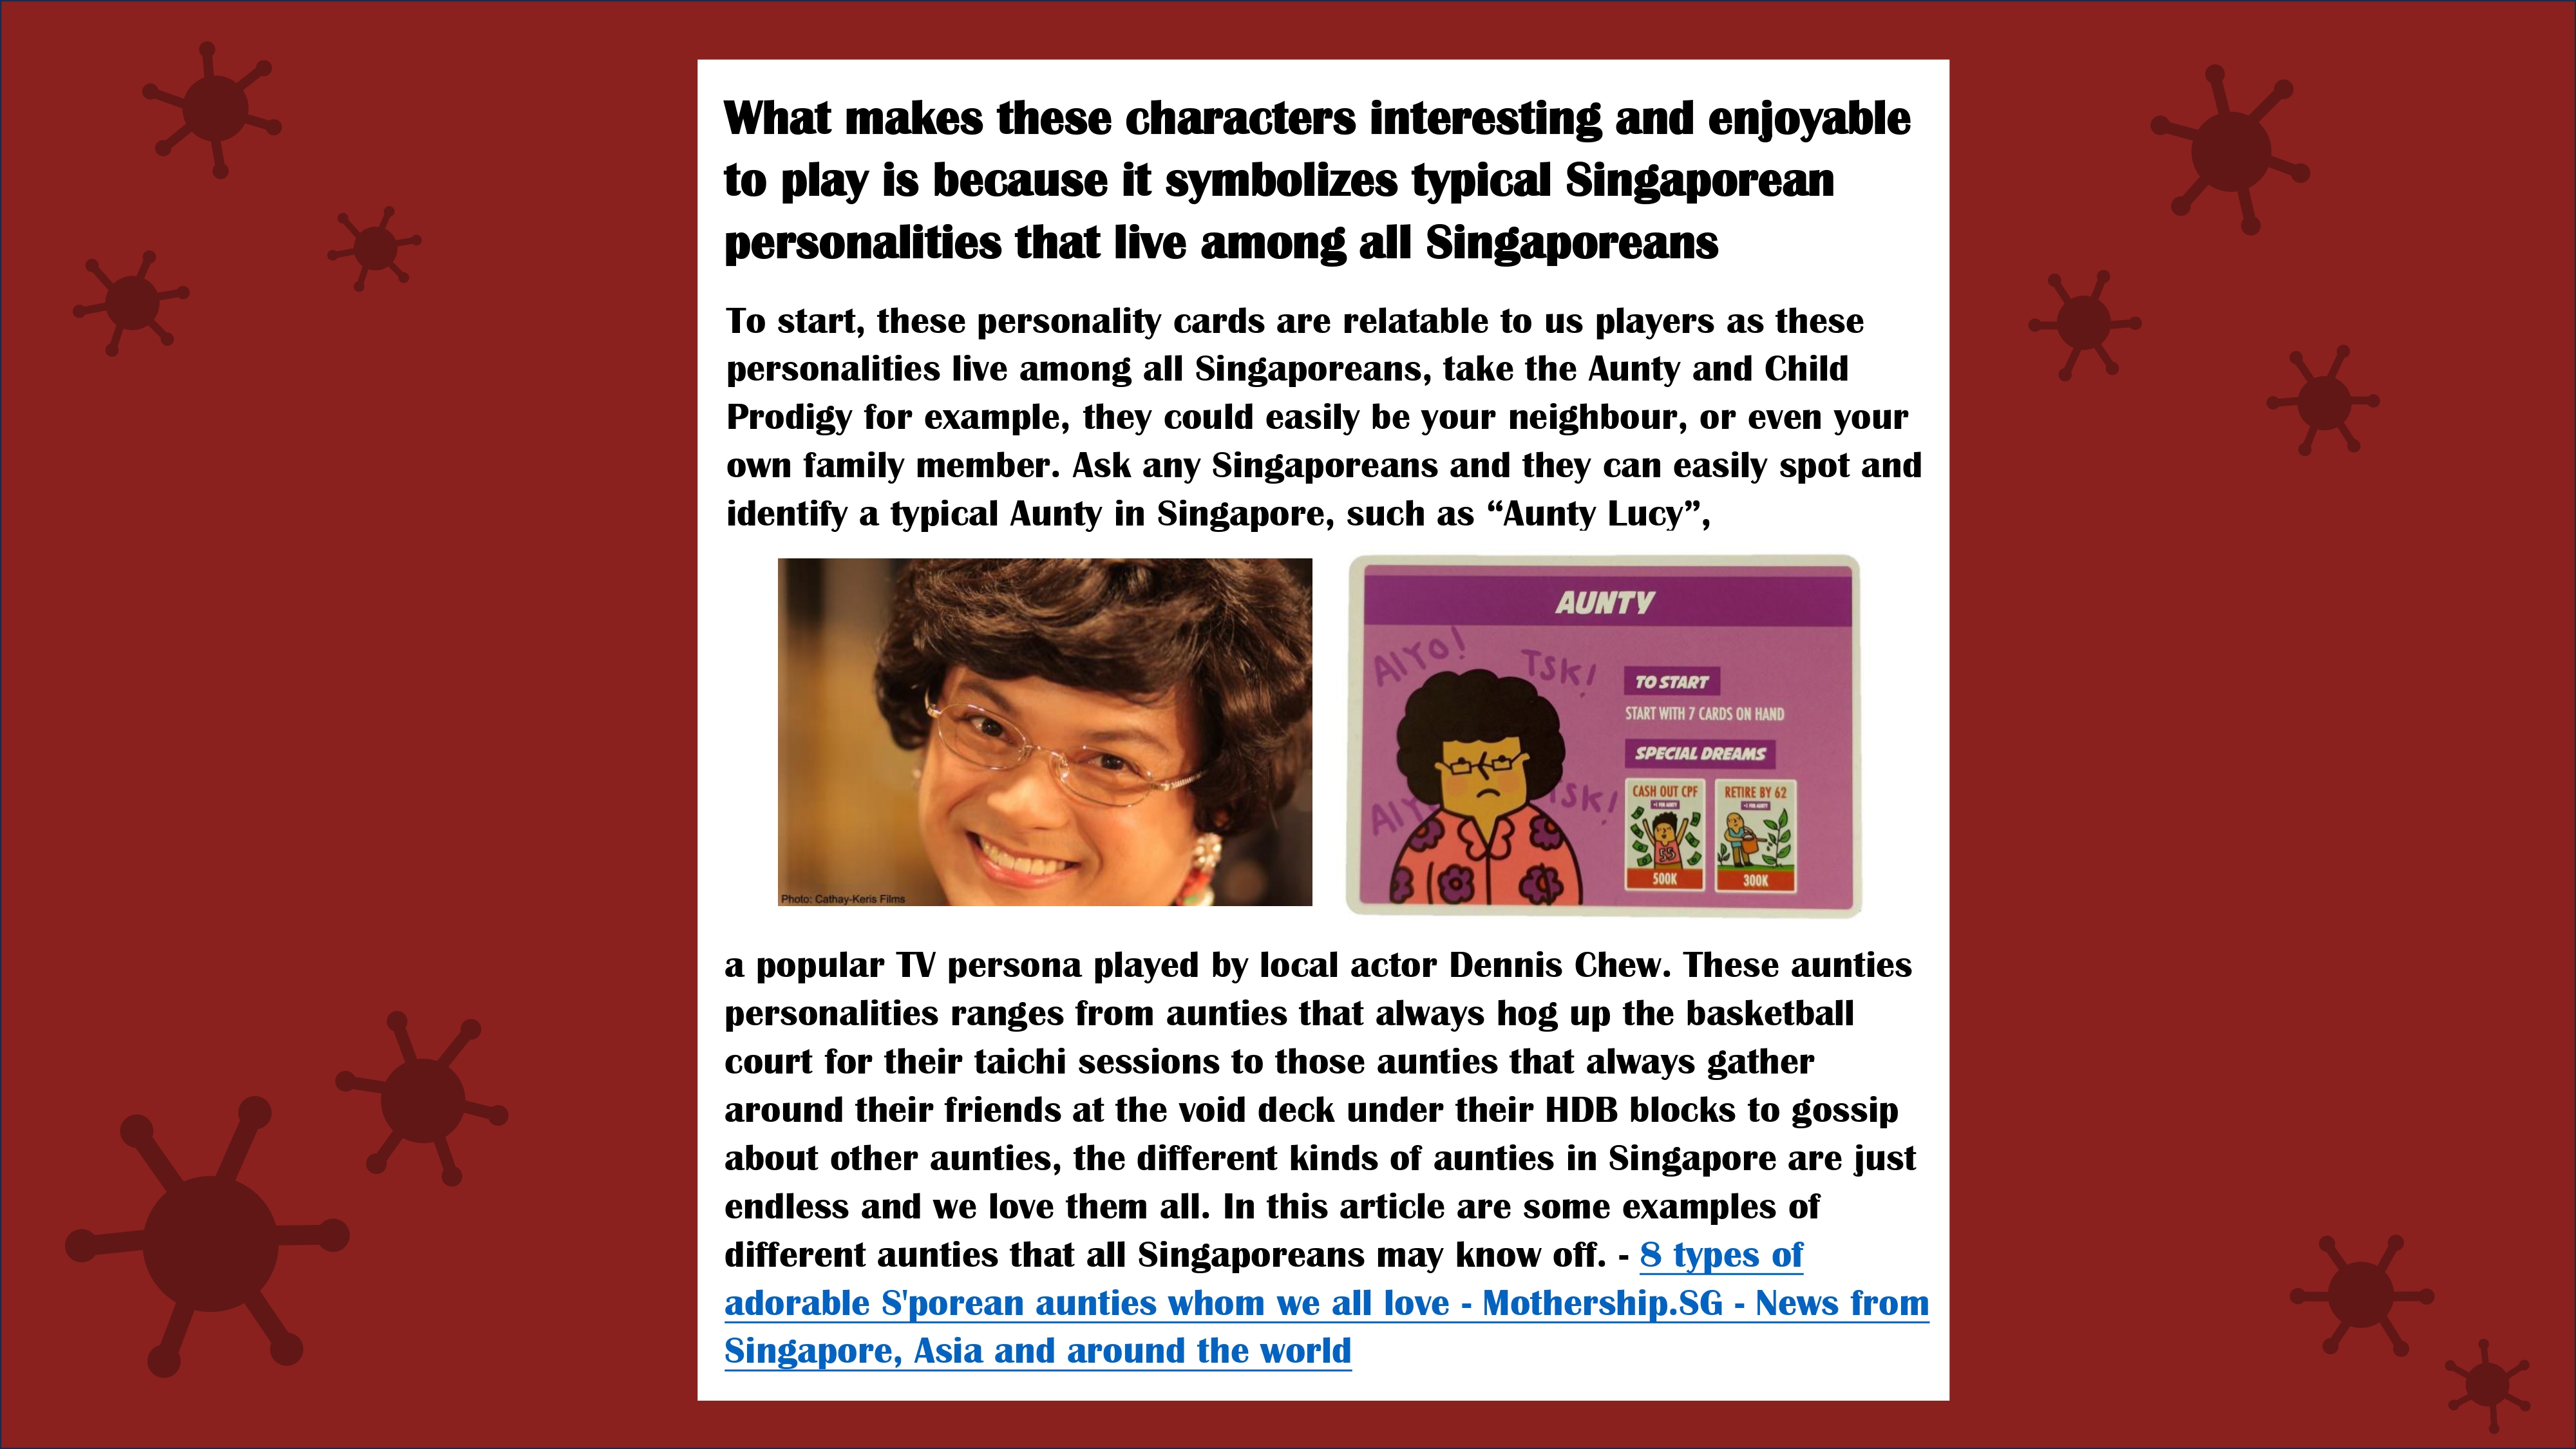 What makes these characters interesting and enjoyable
to play is because it symbolizes typical Singaporean
personalities that live among all Singaporeans
To start, these personality cards are relatable to us players as these
personalities live among all Singaporeans, take the Aunty and Child
Prodigy for example, they could easily be your neighbour, or even your
own family member. Ask any Singaporeans and they can easily spot and
identify a typical Aunty in Singapore, such as “Aunty Lucy”,
Photo: Cathay-Keris Films
AUNTY
AIYO!
TSK!
TO START
START WITH 7 CARDS ON HAND
SPECIAL DREAMS
AIY
TSK!
CASH OUT CPF
+1 FOR AUNTY
55
500K
RETIRE BY 62
+1 FOR AUNTY
300K
a popular TV persona played by local actor Dennis Chew. These aunties
personalities ranges from aunties that always hog up the basketball
court for their taichi sessions to those aunties that always gather
around their friends at the void deck under their HDB blocks to gossip
about other aunties, the different kinds of aunties in Singapore are just
endless and we love them all. In this article are some examples of
different aunties that all Singaporeans may know off. - 8 types of
adorable S'porean aunties whom we all love - Mothership.SG - News from
Singapore, Asia and around the world